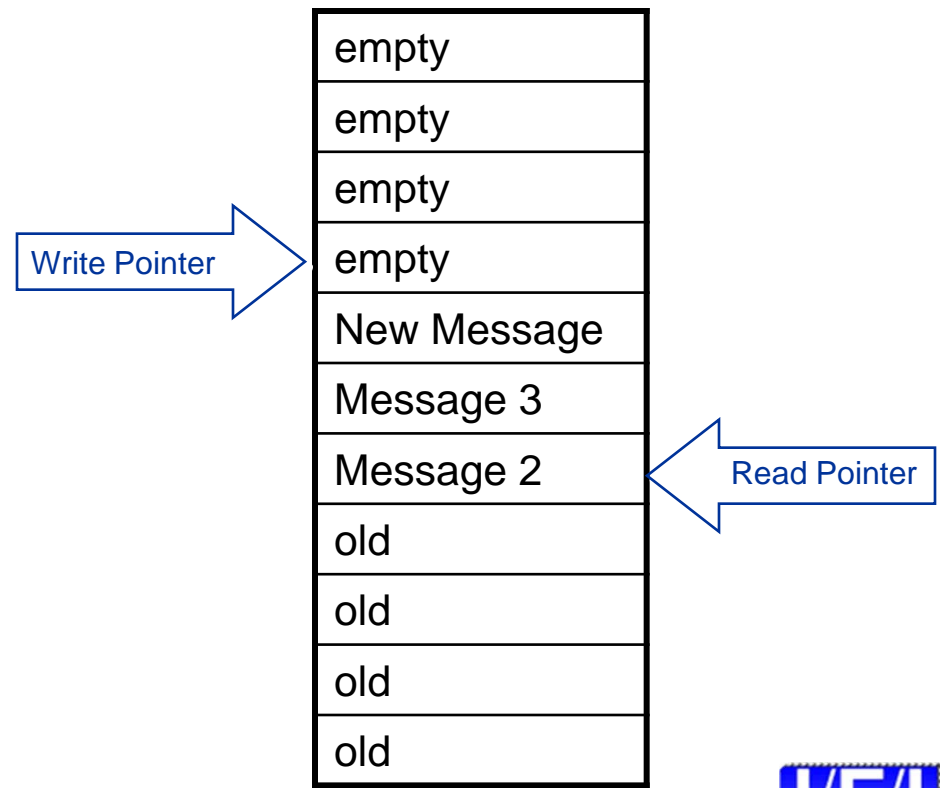 empty
empty
empty
Write Pointer
empty
New Message
Message 3
Message 2
Read Pointer
old
old
old
old